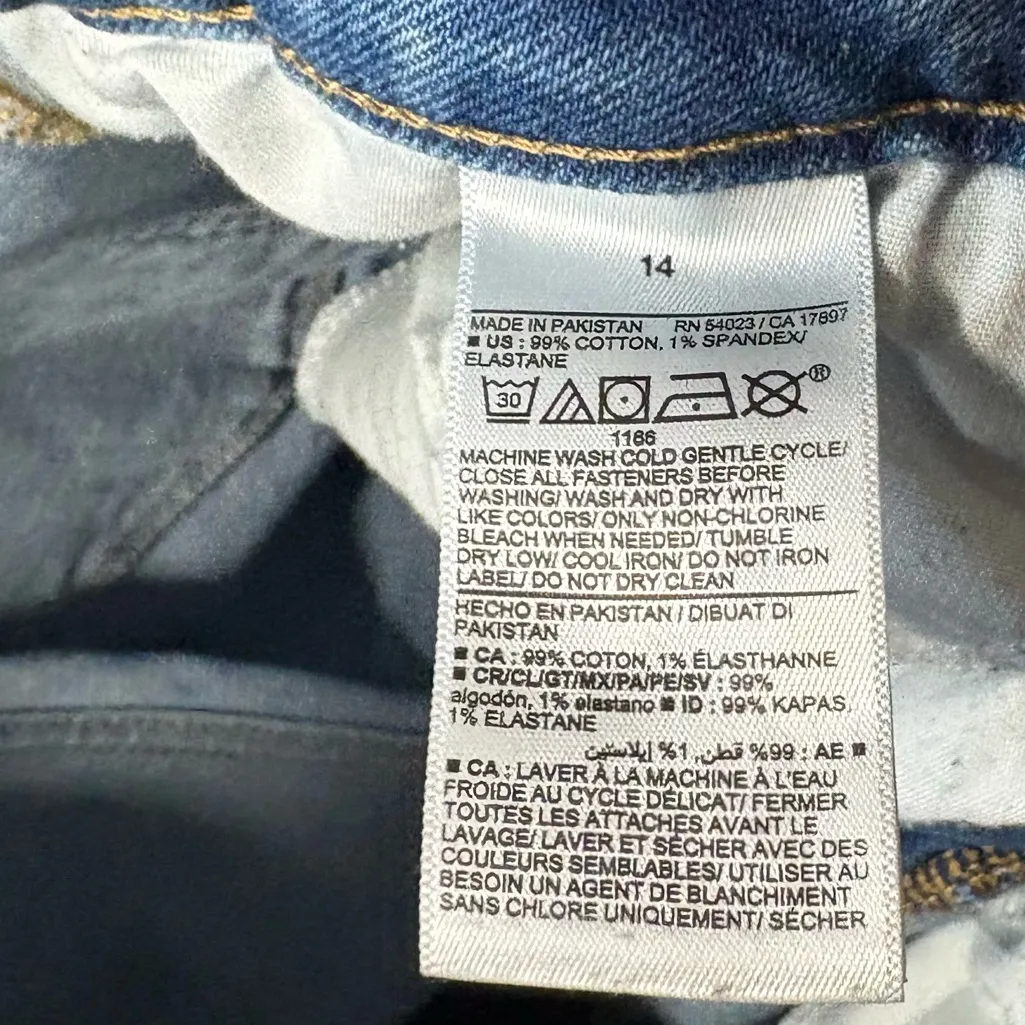 14
MADE IN PAKISTAN RN 54023 / CA 17897
■ US : 99% COTTON, 1% SPANDEX/
ELASTANE
30 ®
1186
MACHINE WASH COLD GENTLE CYCLE/
CLOSE ALL FASTENERS BEFORE
WASHING/ WASH AND DRY WITH
LIKE COLORS/ ONLY NON-CHLORINE
BLEACH WHEN NEEDED/ TUMBLE
DRY LOW/ COOL IRON/ DO NOT IRON
LABEL/ DO NOT DRY CLEAN
HECHO EN PAKISTAN / DIBUAT DI
PAKISTAN
■ CA : 99% COTON, 1% ÉLASTHANNE
■ CR/CL/GT/MX/PA/PE/SV : 99%
algodón, 1% elastano ■ ID : 99% KAPAS,
1% ELASTANE
■ AE : 99% قطن, 1% إيلاستين
■ CA : LAVER À LA MACHINE À L'EAU
FROIDE AU CYCLE DÉLICAT/ FERMER
TOUTES LES ATTACHES AVANT LE
LAVAGE/ LAVER ET SÉCHER AVEC DES
COULEURS SEMBLABLES/ UTILISER AU
BESOIN UN AGENT DE BLANCHIMENT
SANS CHLORE UNIQUEMENT/ SÉCHER